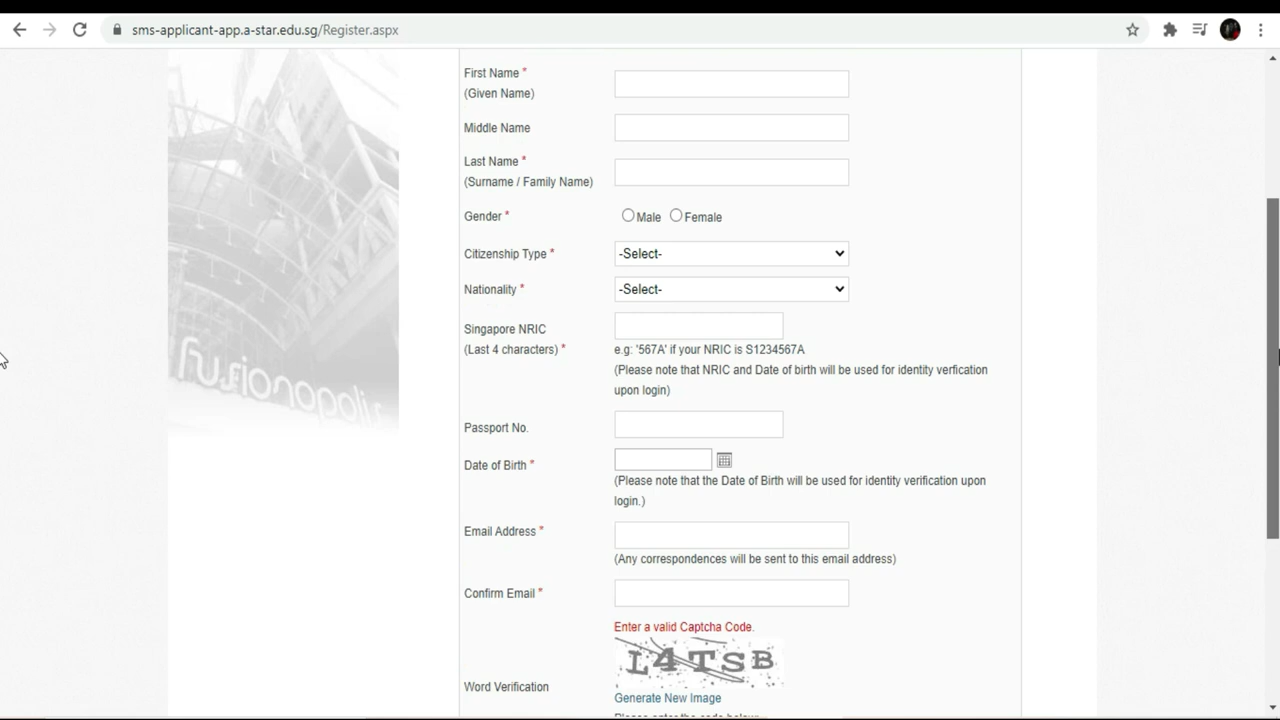 sms-applicant-app.a-star.edu.sg/Register.aspx
First Name *
(Given Name)
Middle Name
Last Name *
(Surname / Family Name)
Gender * Male Female
Citizenship Type * -Select-
Nationality * -Select-
Singapore NRIC
(Last 4 characters) * e.g: '567A' if your NRIC is S1234567A
(Please note that NRIC and Date of birth will be used for identity verfication
upon login)
Passport No.
Date of Birth *
(Please note that the Date of Birth will be used for identity verification upon
login.)
Email Address *
(Any correspondences will be sent to this email address)
Confirm Email *
Enter a valid Captcha Code.
L4TSB
Word Verification
Generate New Image
Please enter the code below
fusionopolis